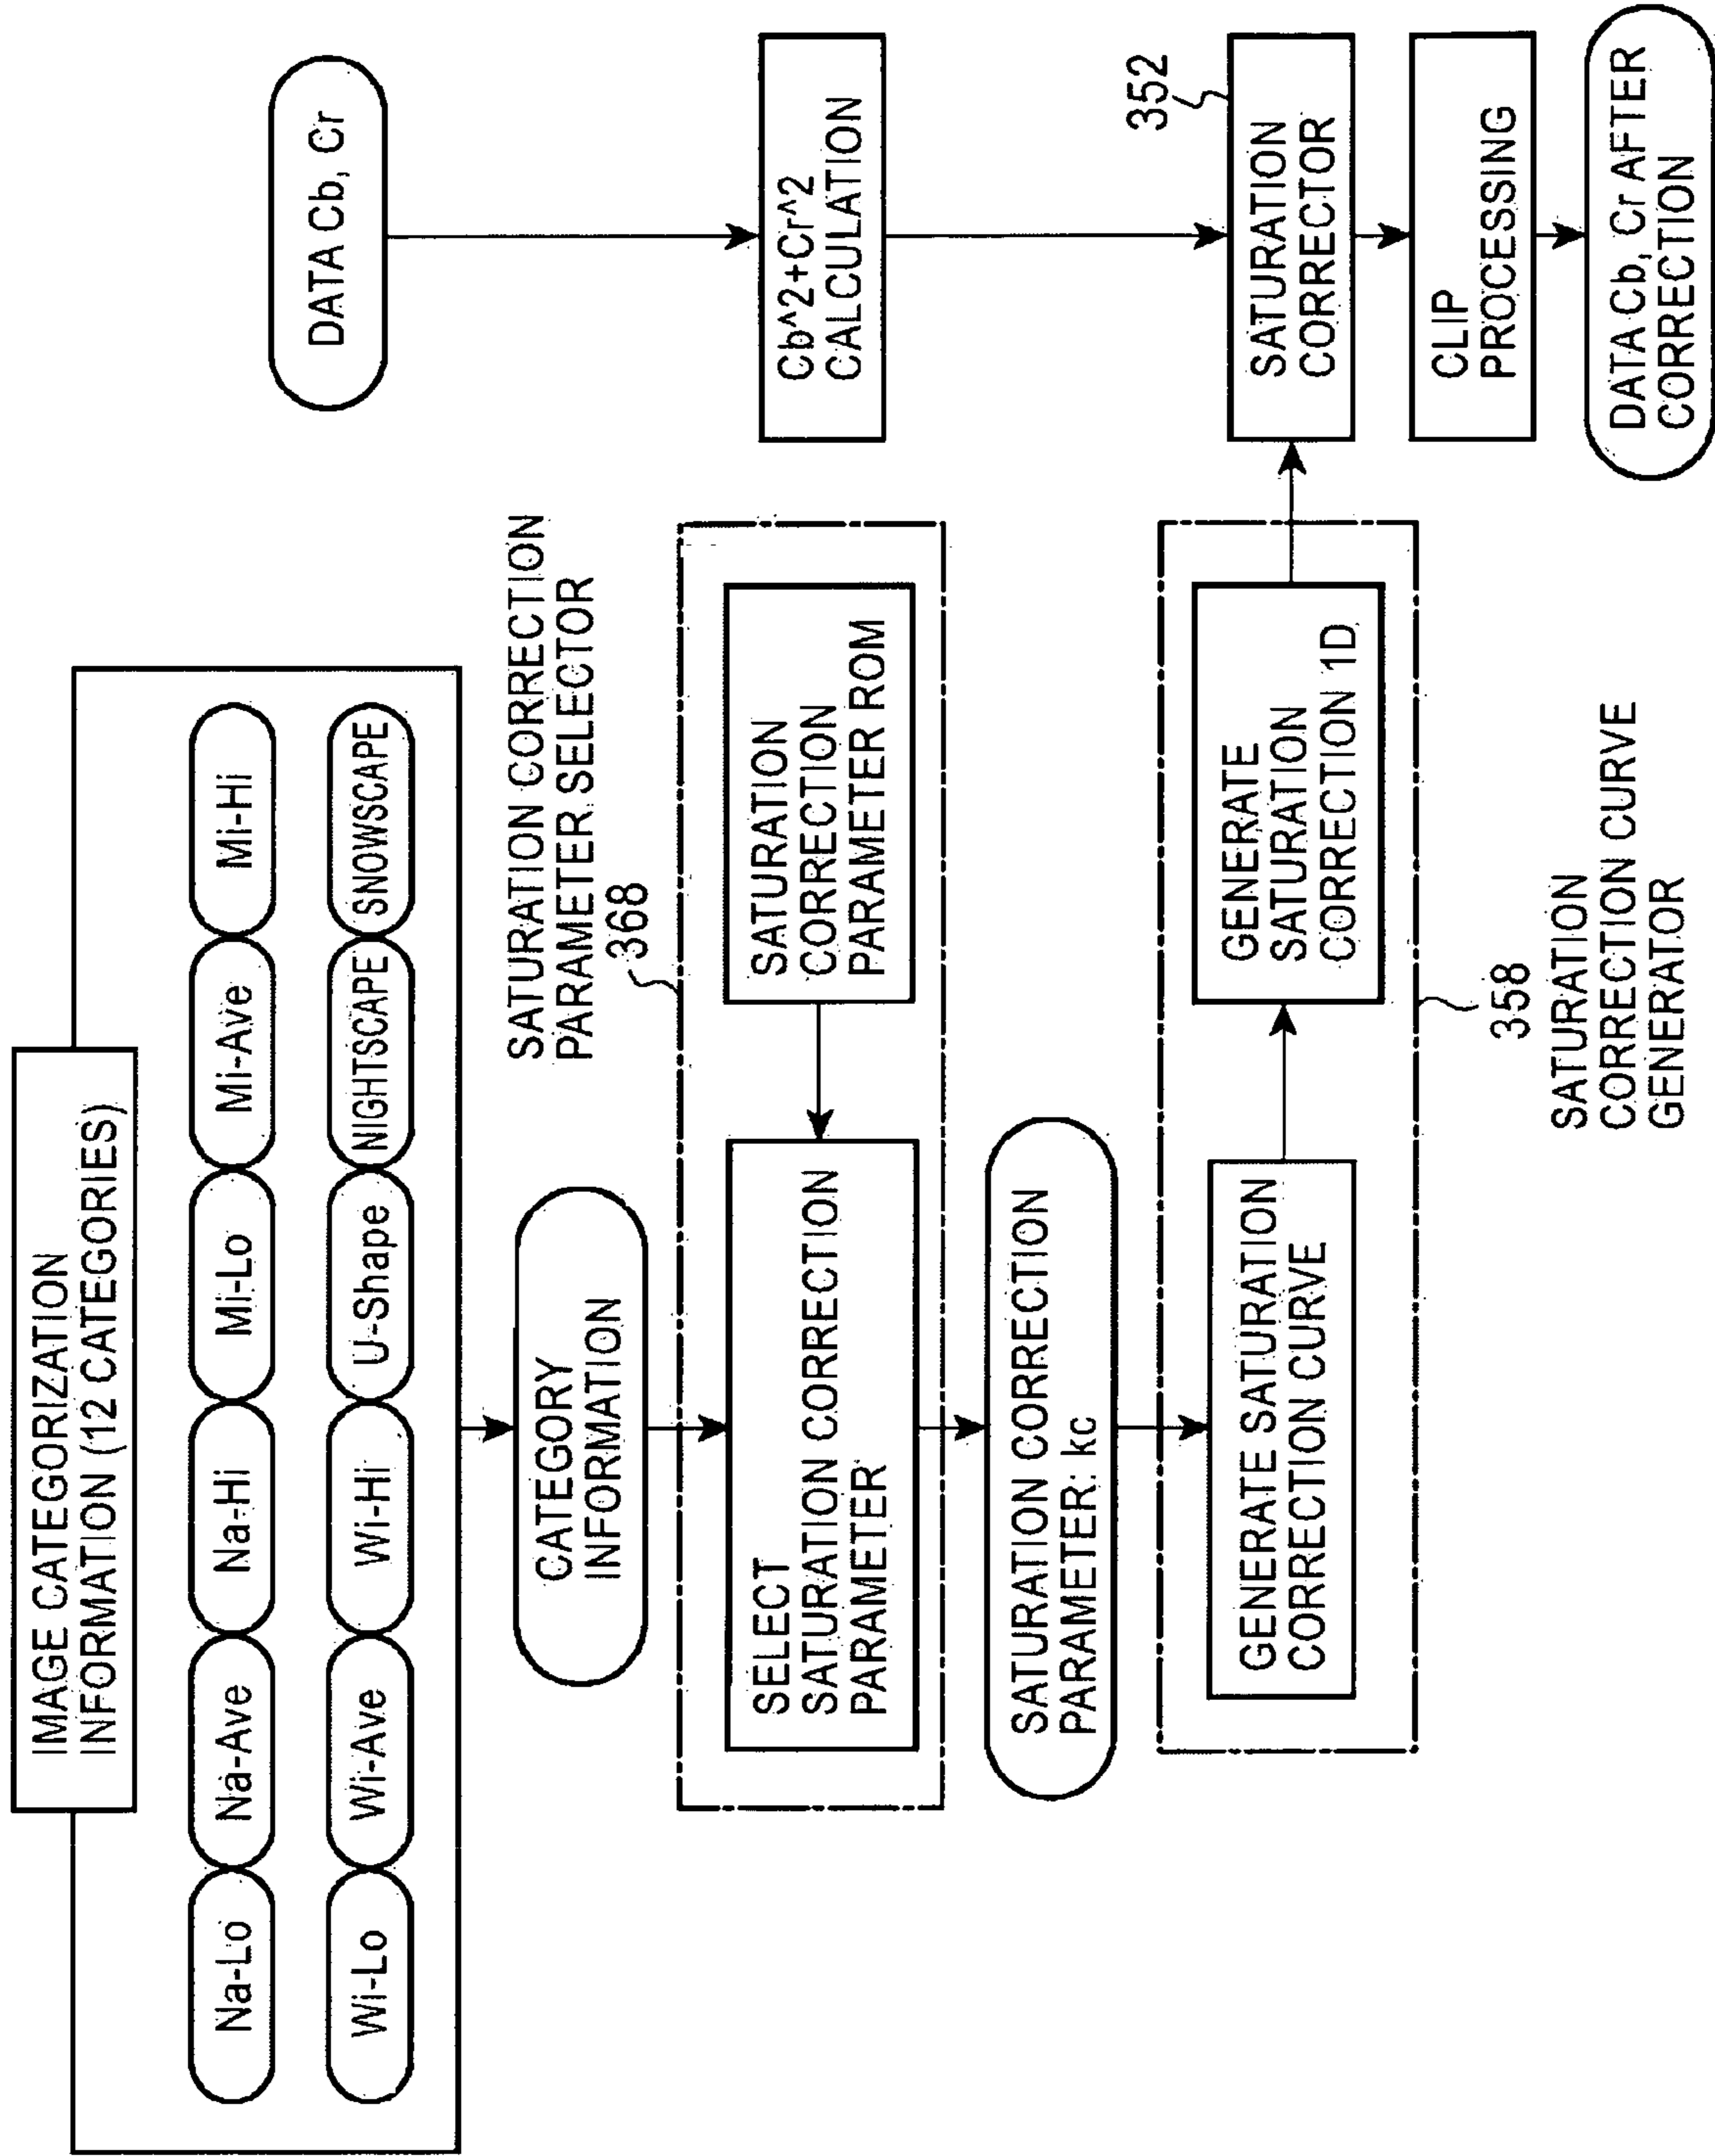 IMAGE CATEGORIZATION
INFORMATION (12 CATEGORIES)
Na-Lo
Na-Ave
Na-Hi
Mi-Lo
Mi-Ave
Mi-Hi
Wi-Lo
Wi-Ave
Wi-Hi
U-Shape
NIGHTSCAPE
SNOWSCAPE
DATA Cb, Cr
CATEGORY
INFORMATION
SATURATION CORRECTION
PARAMETER SELECTOR
368
SELECT
SATURATION CORRECTION
PARAMETER
SATURATION
CORRECTION
PARAMETER ROM
Cb^2+Cr^2
CALCULATION
SATURATION CORRECTION
PARAMETER: kc
GENERATE SATURATION
CORRECTION CURVE
GENERATE
SATURATION
CORRECTION 1D
352
SATURATION
CORRECTOR
CLIP
PROCESSING
358
SATURATION
CORRECTION CURVE
GENERATOR
DATA Cb, Cr AFTER
CORRECTION